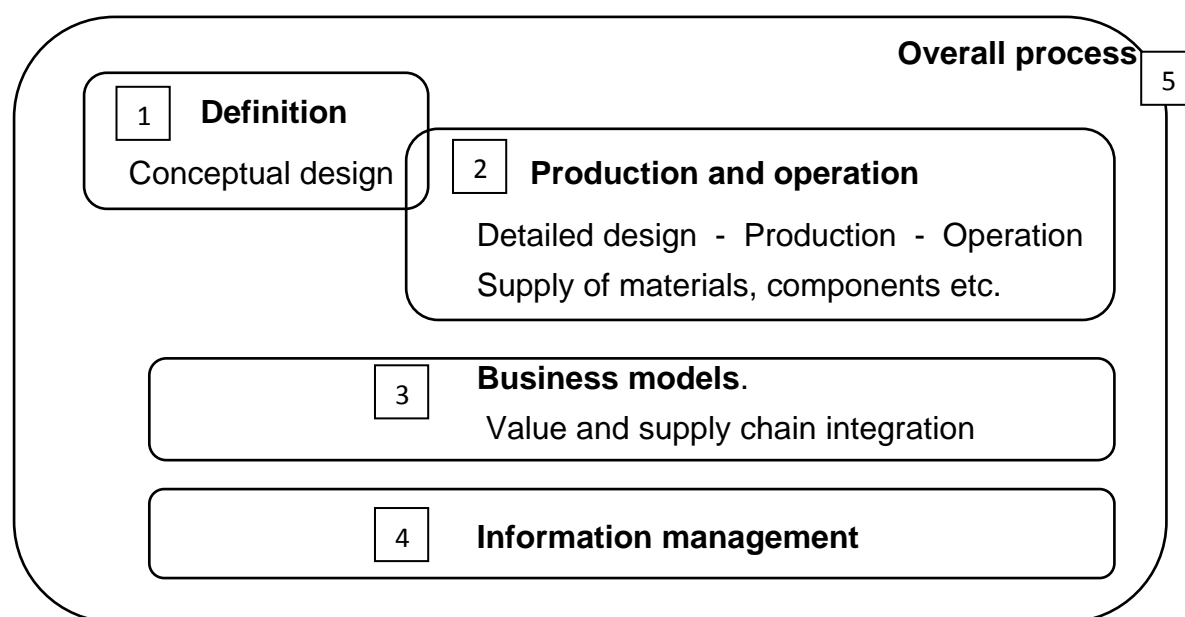 Overall process
5
1 Definition
Conceptual design
2 Production and operation
Detailed design - Production - Operation
Supply of materials, components etc.
3 Business models.
Value and supply chain integration
4 Information management